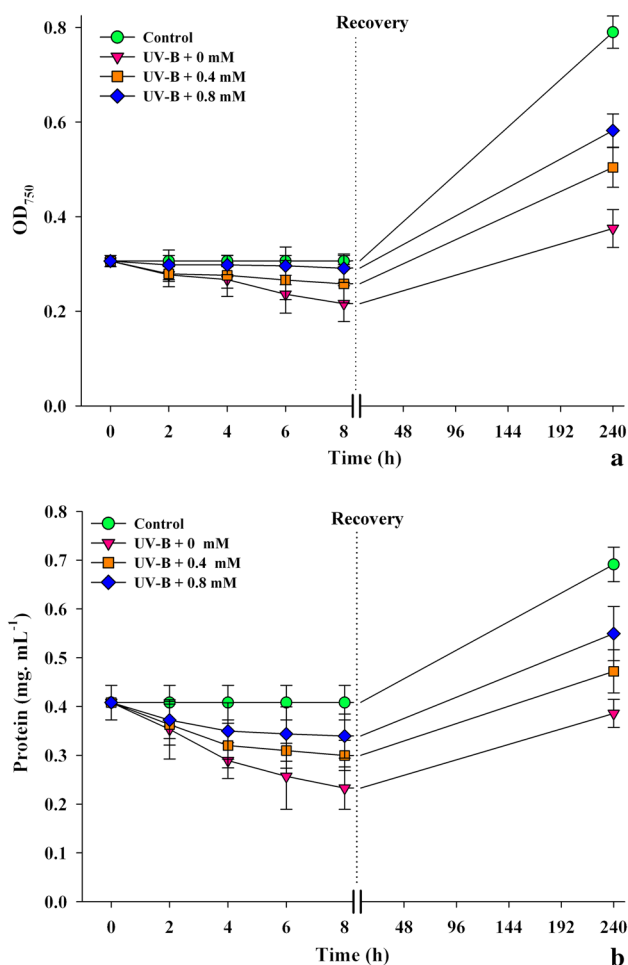 Recovery
Control
UV-B + 0 mM
UV-B + 0.4 mM
UV-B + 0.8 mM
0.8
0.6
0.4
0.2
0.0
OD750
0 2 4 6 8 48 96 144 192 240
Time (h)
a
Recovery
Control
UV-B + 0 mM
UV-B + 0.4 mM
UV-B + 0.8 mM
0.8
0.7
0.6
0.5
0.4
0.3
0.2
0.1
0.0
Protein (mg. mL-1)
0 2 4 6 8 48 96 144 192 240
Time (h)
b